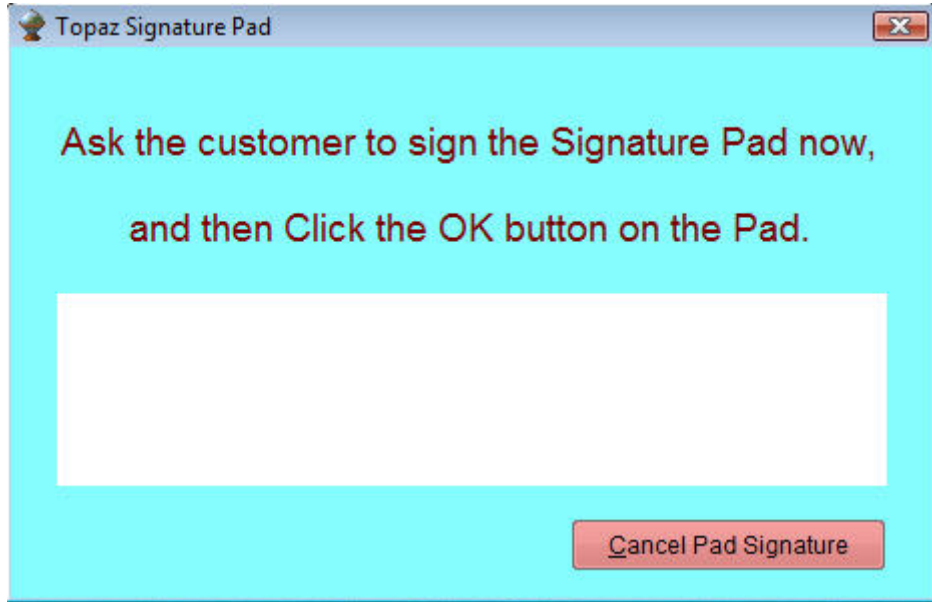 Topaz Signature Pad
Ask the customer to sign the Signature Pad now,
and then Click the OK button on the Pad.
Cancel Pad Signature